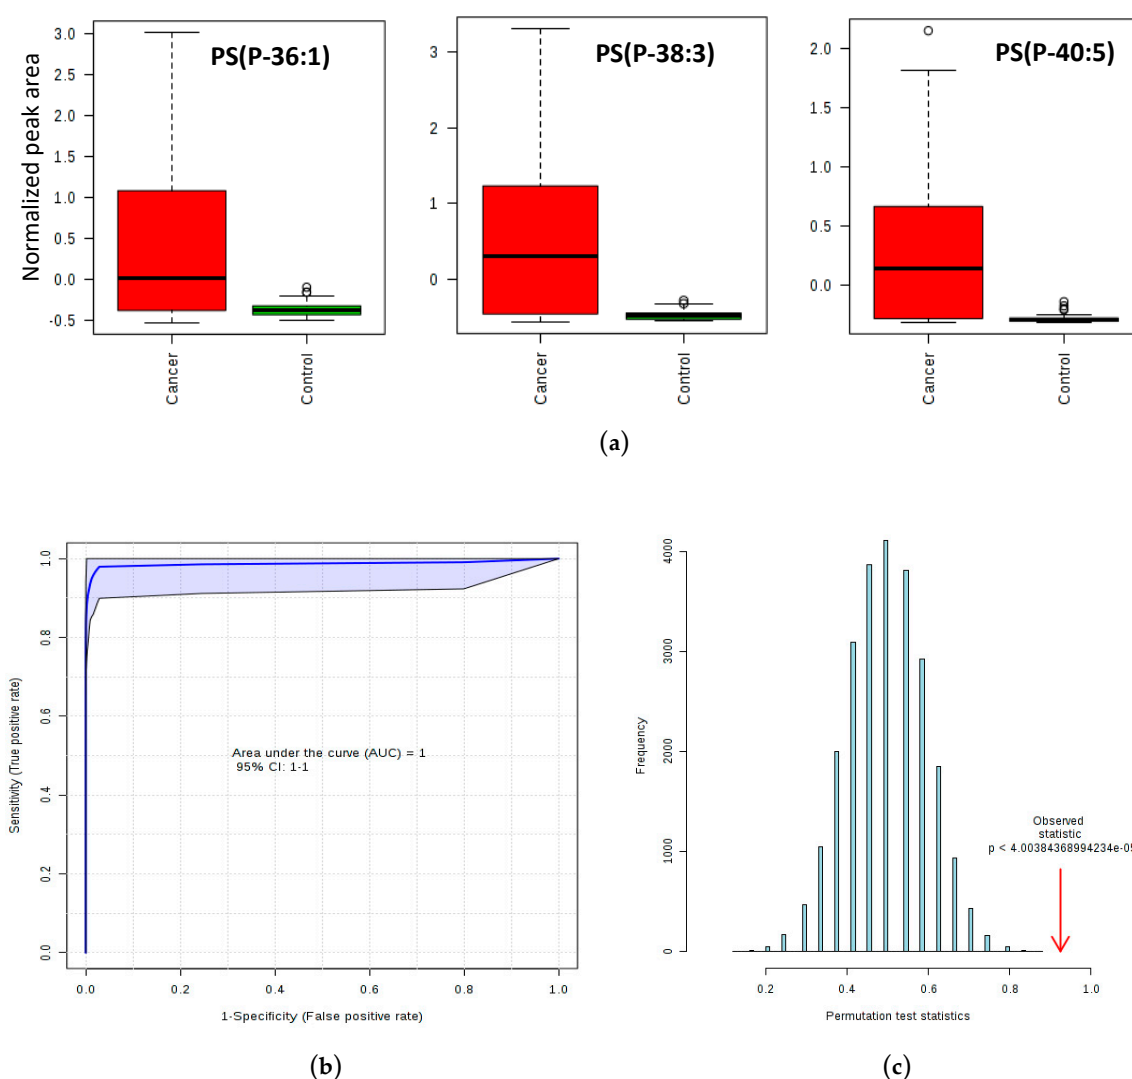 PS(P-36:1)
PS(P-38:3)
PS(P-40:5)
Normalized peak area
3.0
2.5
2.0
1.5
1.0
0.5
0.0
-0.5
3
2
1
0
2.0
1.5
1.0
0.5
0.0
Cancer
Control
Cancer
Control
Cancer
Control
(a)
Sensitivity (True positive rate)
1.0
0.8
0.6
0.4
0.2
0.0
Area under the curve (AUC) = 1
95% CI: 1-1
0.0 0.2 0.4 0.6 0.8 1.0
1-Specificity (False positive rate)
(b)
Frequency
4000
3000
2000
1000
0
Observed
statistic
p < 4.00384368994234e-05
0.2 0.4 0.6 0.8 1.0
Permutation test statistics
(c)